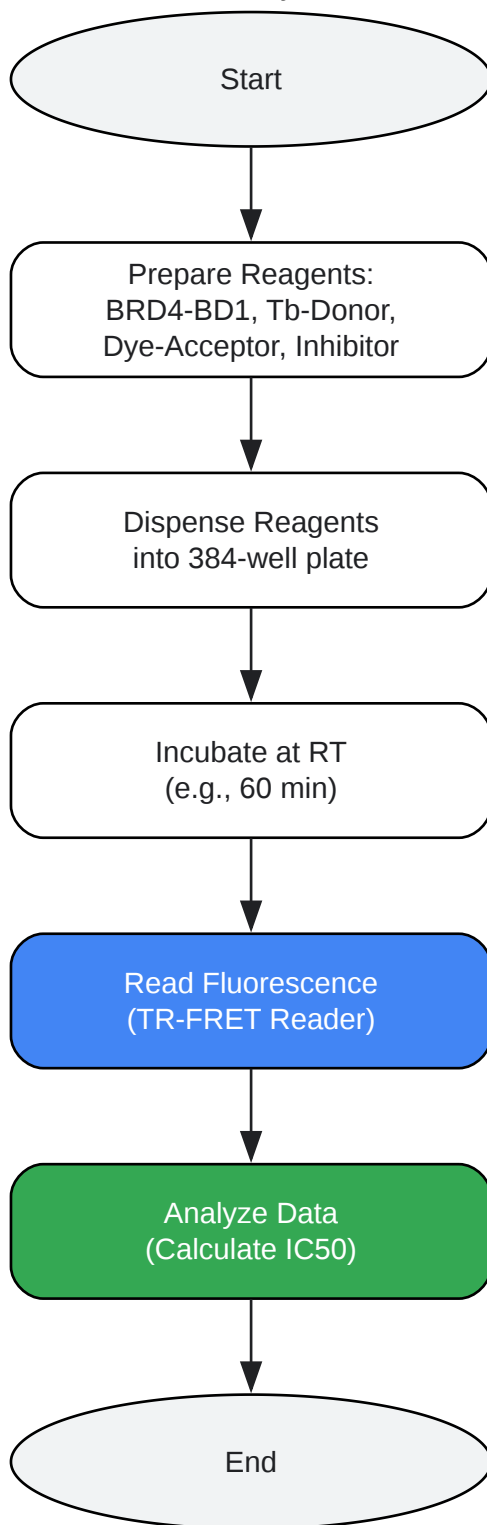 Start
Prepare Reagents:
BRD4-BD1, Tb-Donor,
Dye-Acceptor, Inhibitor
Dispense Reagents
into 384-well plate
Incubate at RT
(e.g., 60 min)
Read Fluorescence
(TR-FRET Reader)
Analyze Data
(Calculate IC50)
End